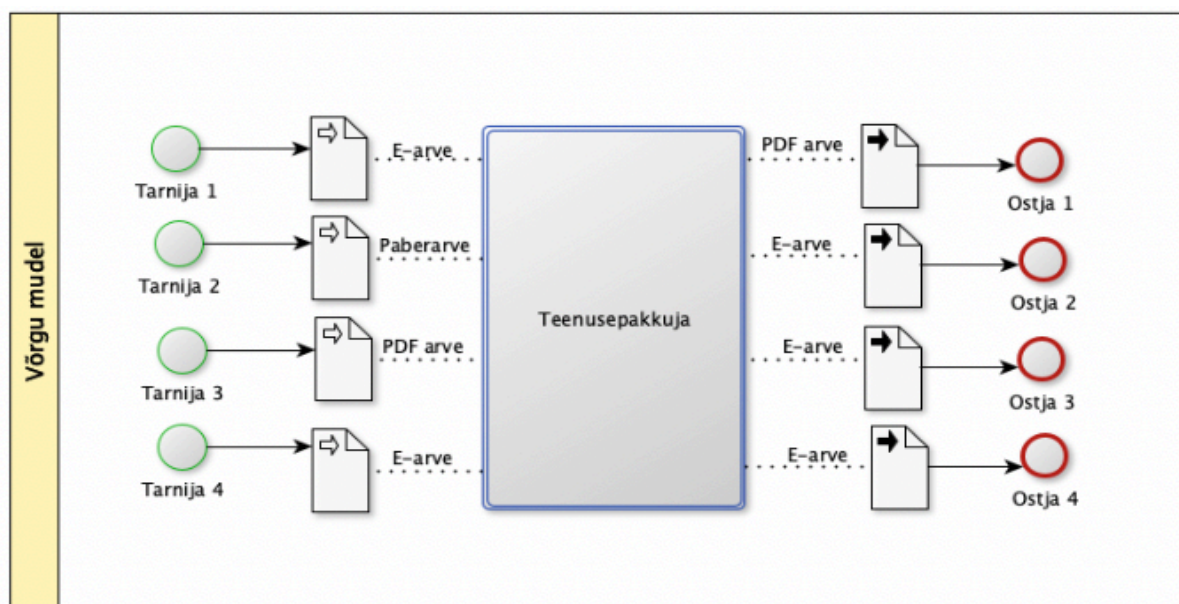 Võrgu mudel
E-arve
Tarnija 1
Paberarve
Tarnija 2
PDF arve
Tarnija 3
E-arve
Tarnija 4
Teenusepakkuja
PDF arve
Ostja 1
E-arve
Ostja 2
E-arve
Ostja 3
E-arve
Ostja 4